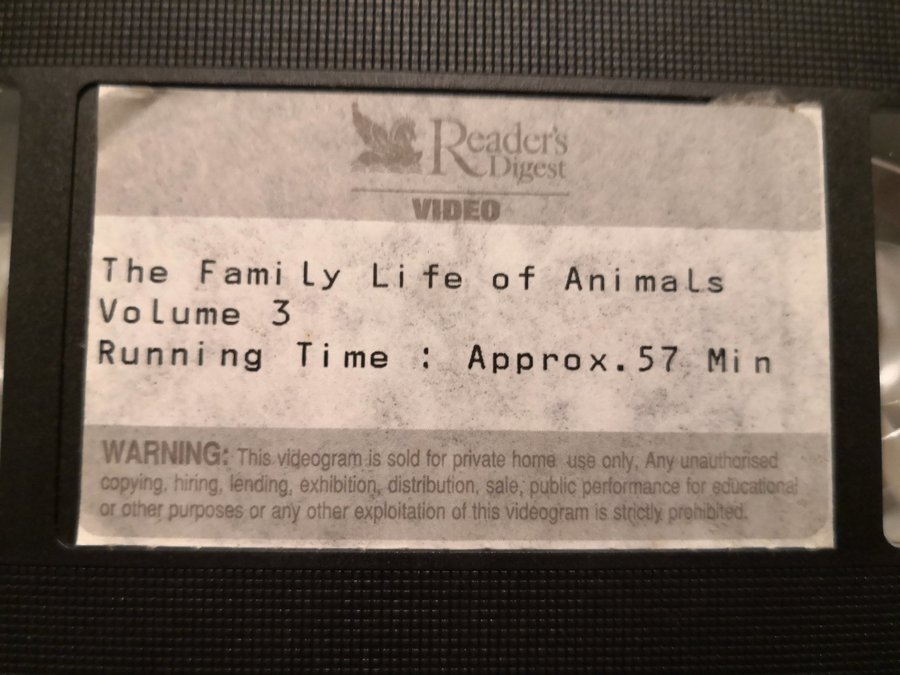 Reader's
Digest
VIDEO
The Family Life of Animals
Volume 3
Running Time : Approx.57 Min
WARNING: This videogram is sold for private home use only. Any unauthorised
copying, hiring, lending, exhibition, distribution, sale, public performance for educational
or other purposes or any other exploitation of this videogram is strictly prohibited.